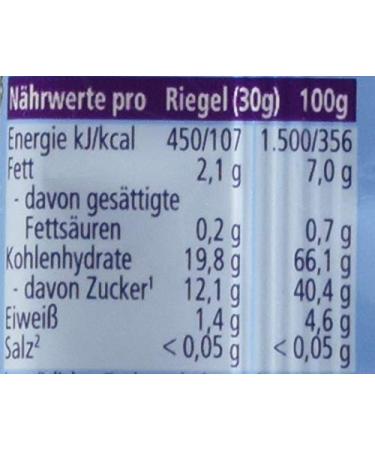 Nährwerte pro Riegel (30g) 100g
Energie kJ/kcal 450/107 1.500/356
Fett 2,1 g 7,0 g
- davon gesättigte
Fettsäuren 0,2 g 0,7 g
Kohlenhydrate 19,8 g 66,1 g
- davon Zucker¹ 12,1 g 40,4 g
Eiweiß 1,4 g 4,6 g
Salz² < 0,05 g < 0,05 g